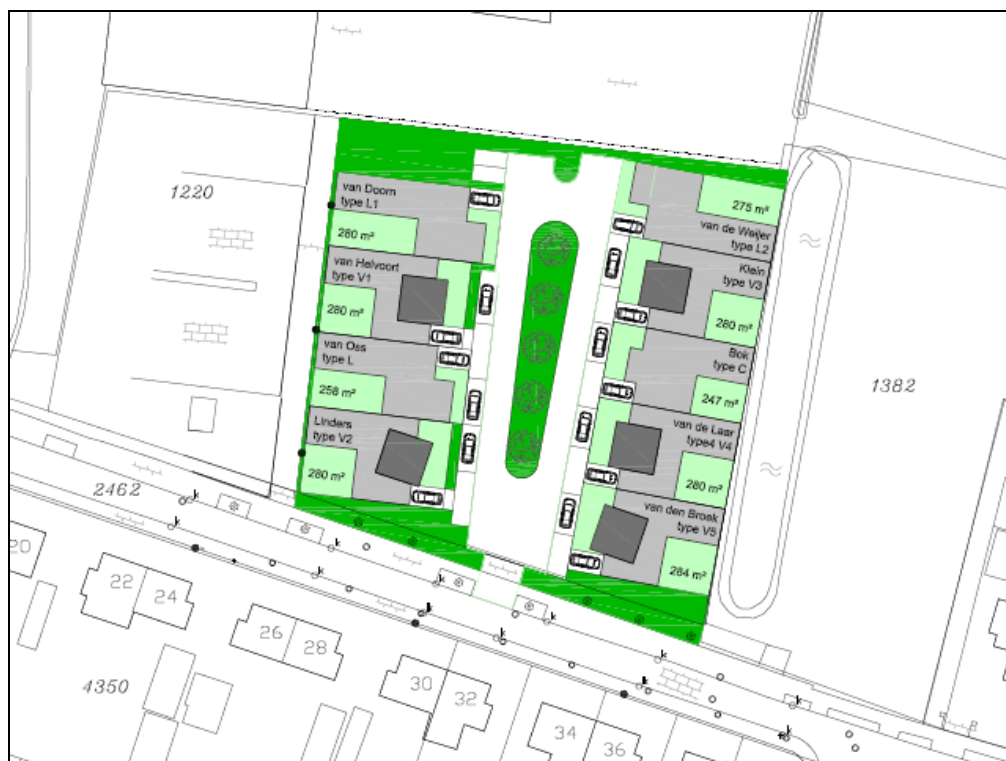 1220
van Doorn
type L1
280 m²
275 m²
van de Weijer
type L2
van Helvoort
type V1
280 m²
Klein
type V3
280 m²
van Oss
type L
258 m²
Bok
type C
247 m²
1382
Linders
type V2
280 m²
van de Laar
type4 V4
280 m²
van den Broek
type V5
284 m²
2462
k
k
k
k
k
k
k
k
k
k
k
k
20
22
24
26
28
30
32
34
36
4350